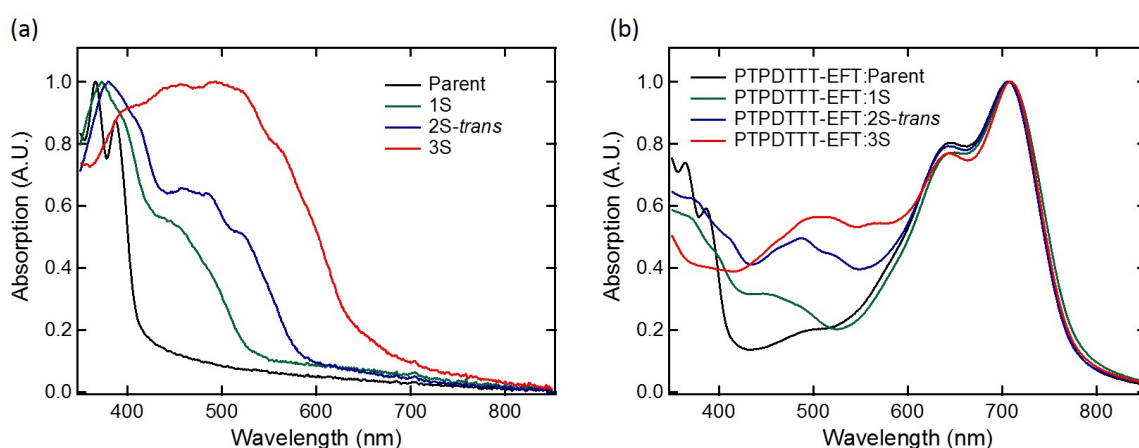 (a)
Absorption (A.U.)
1.0
0.8
0.6
0.4
0.2
0.0
400
500
600
700
800
Wavelength (nm)
Parent
1S
2S-trans
3S
(b)
Absorption (A.U.)
1.0
0.8
0.6
0.4
0.2
0.0
400
500
600
700
800
Wavelength (nm)
PTPDTTT-EFT:Parent
PTPDTTT-EFT:1S
PTPDTTT-EFT:2S-trans
PTPDTTT-EFT:3S